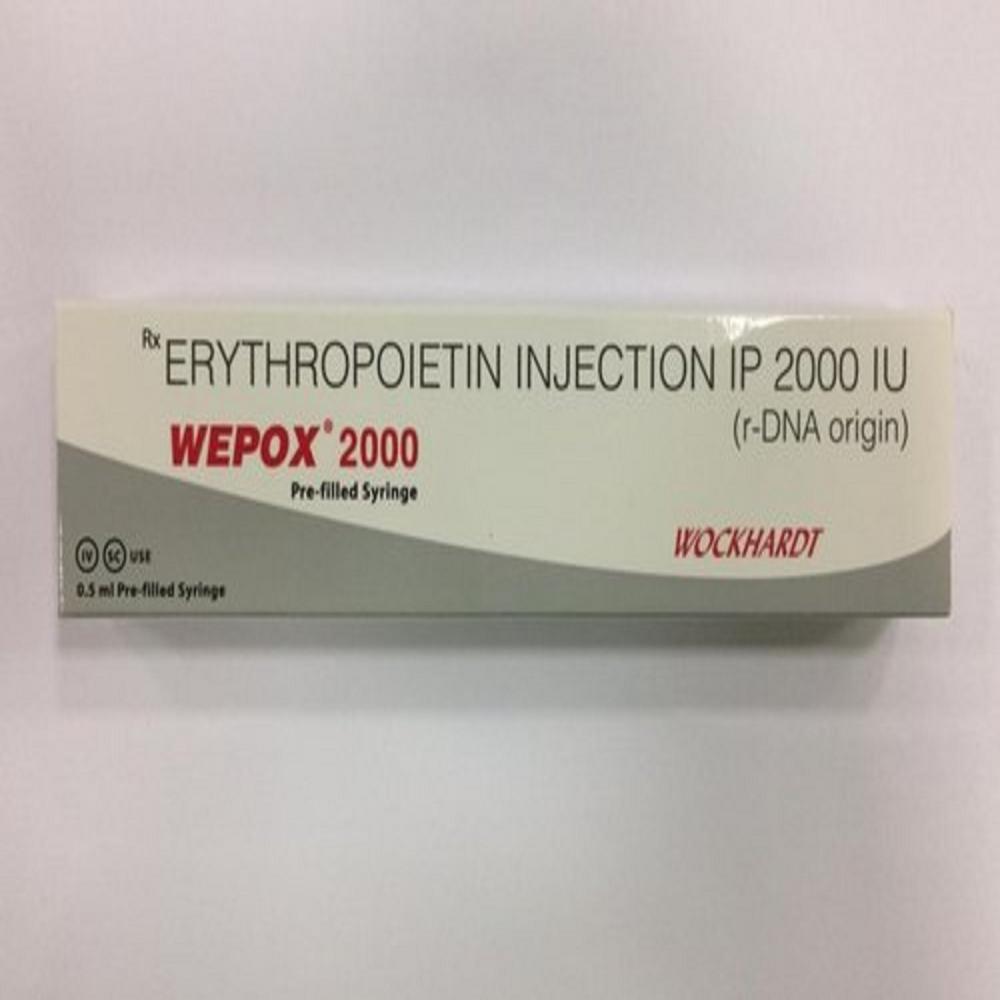 Rx ERYTHROPOIETIN INJECTION IP 2000 IU
(r-DNA origin)
WEPOX® 2000
Pre-filled Syringe
WOCKHARDT
IV SC USE
0.5 ml Pre-filled Syringe